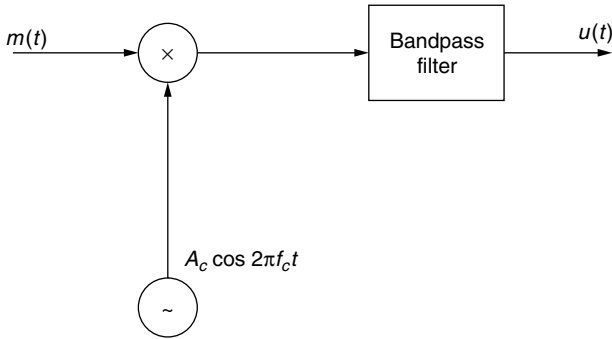 m(t)
×
Bandpass
filter
u(t)
A_c cos 2πf_ct
~